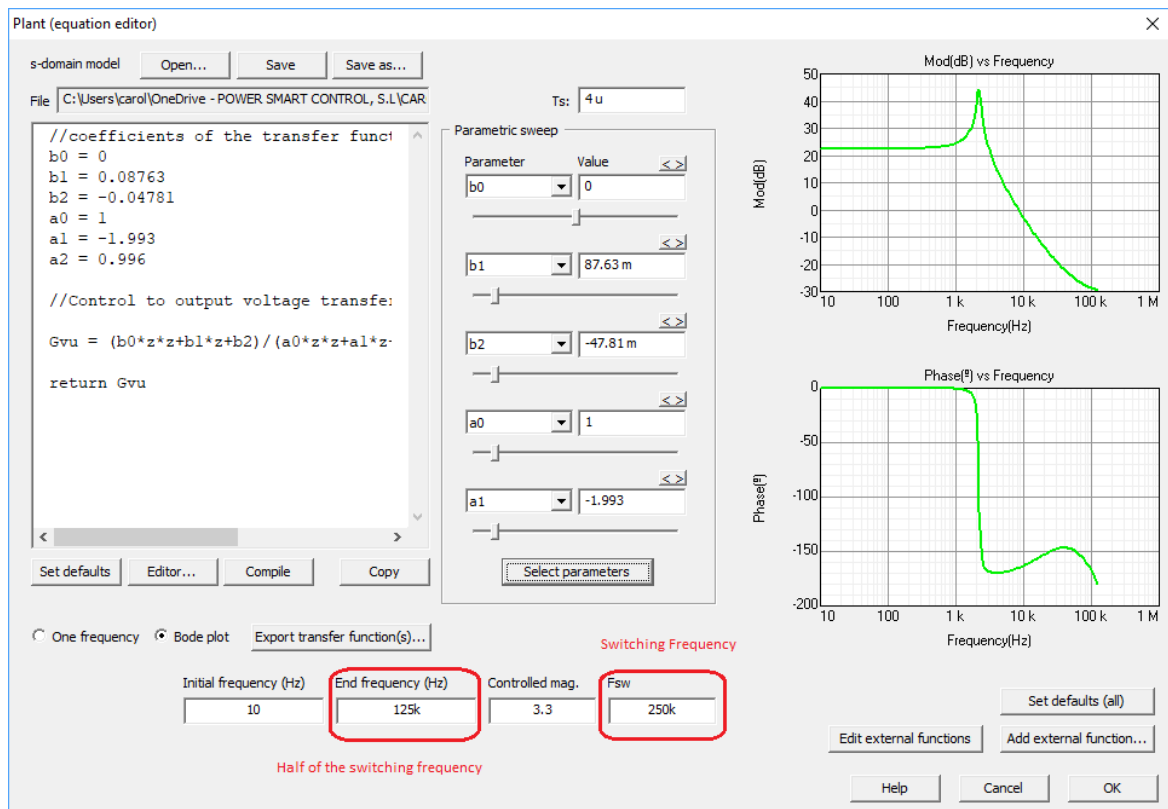 Plant (equation editor)
s-domain model
Open...
Save
Save as...
File
C:\Users\carol\OneDrive - POWER SMART CONTROL, S.L\CAR
Ts:
4 u
//coefficients of the transfer funct
b0 = 0
b1 = 0.08763
b2 = -0.04781
a0 = 1
a1 = -1.993
a2 = 0.996
//Control to output voltage transfer
Gvu = (b0*z*z+b1*z+b2)/(a0*z*z+a1*z-
return Gvu
Parametric sweep
Parameter
Value
< >
b0
0
< >
b1
87.63 m
< >
b2
-47.81 m
< >
a0
1
< >
a1
-1.993
Select parameters
Set defaults
Editor...
Compile
Copy
One frequency
Bode plot
Export transfer function(s)...
Mod(dB) vs Frequency
Mod(dB)
50
40
30
20
10
0
-10
-20
-30
10
100
1 k
10 k
100 k
1 M
Frequency(Hz)
Phase(º) vs Frequency
Phase(º)
0
-50
-100
-150
-200
10
100
1 k
10 k
100 k
1 M
Frequency(Hz)
Switching Frequency
Initial frequency (Hz)
End frequency (Hz)
Controlled mag.
Fsw
10
125k
3.3
250k
Half of the switching frequency
Set defaults (all)
Edit external functions
Add external function...
Help
Cancel
OK